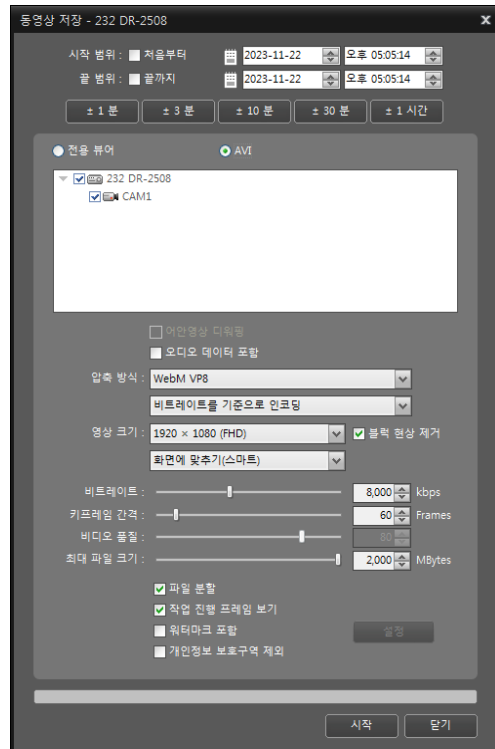 동영상 저장 - 232 DR-2508 x
시작 범위 : 처음부터 2023-11-22 오후 05:05:14
끝 범위 : 끝까지 2023-11-22 오후 05:05:14
± 1 분 ± 3 분 ± 10 분 ± 30 분 ± 1 시간
전용 뷰어 AVI
232 DR-2508
CAM1
어안영상 디워핑
오디오 데이터 포함
압축 방식 : WebM VP8
비트레이트를 기준으로 인코딩
영상 크기 : 1920 × 1080 (FHD) 블럭 현상 제거
화면에 맞추기(스마트)
비트레이트 : 8,000 kbps
키프레임 간격 : 60 Frames
비디오 품질 : 80
최대 파일 크기 : 2,000 MBytes
파일 분할
작업 진행 프레임 보기
워터마크 포함 설정
개인정보 보호구역 제외
시작 닫기